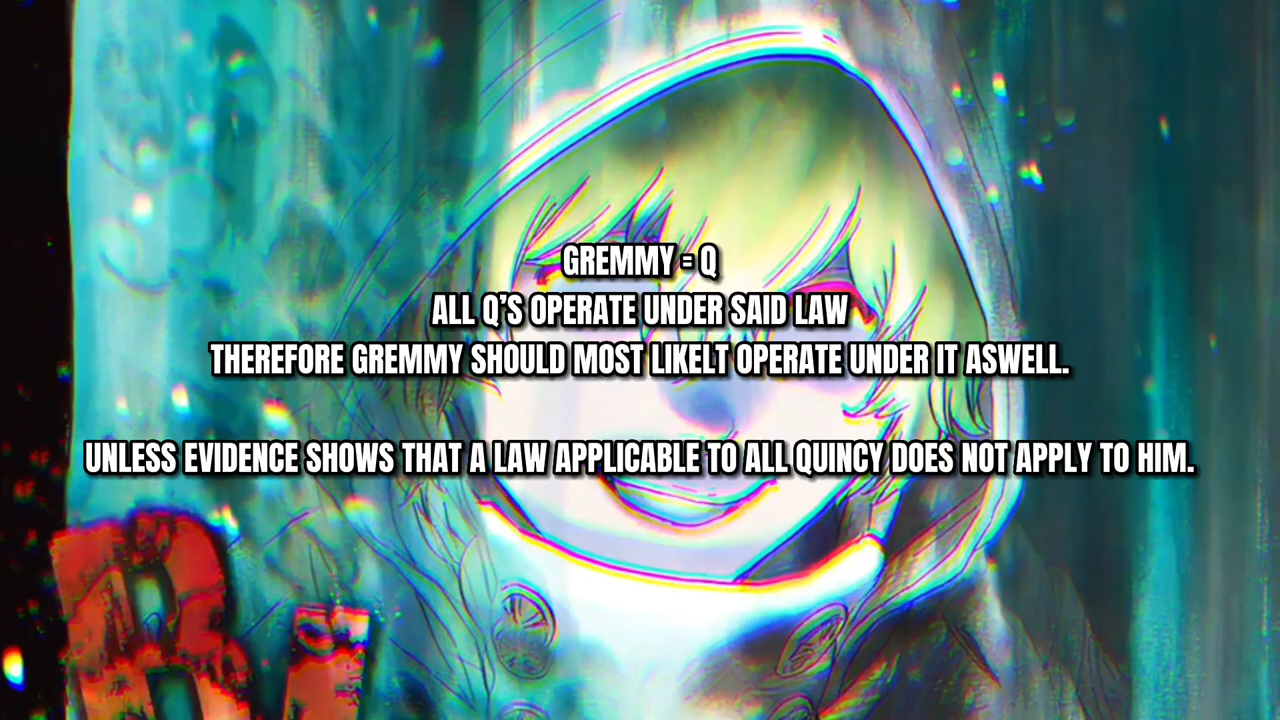 GREMMY = Q
ALL Q'S OPERATE UNDER SAID LAW
THEREFORE GREMMY SHOULD MOST LIKELT OPERATE UNDER IT ASWELL.
UNLESS EVIDENCE SHOWS THAT A LAW APPLICABLE TO ALL QUINCY DOES NOT APPLY TO HIM.